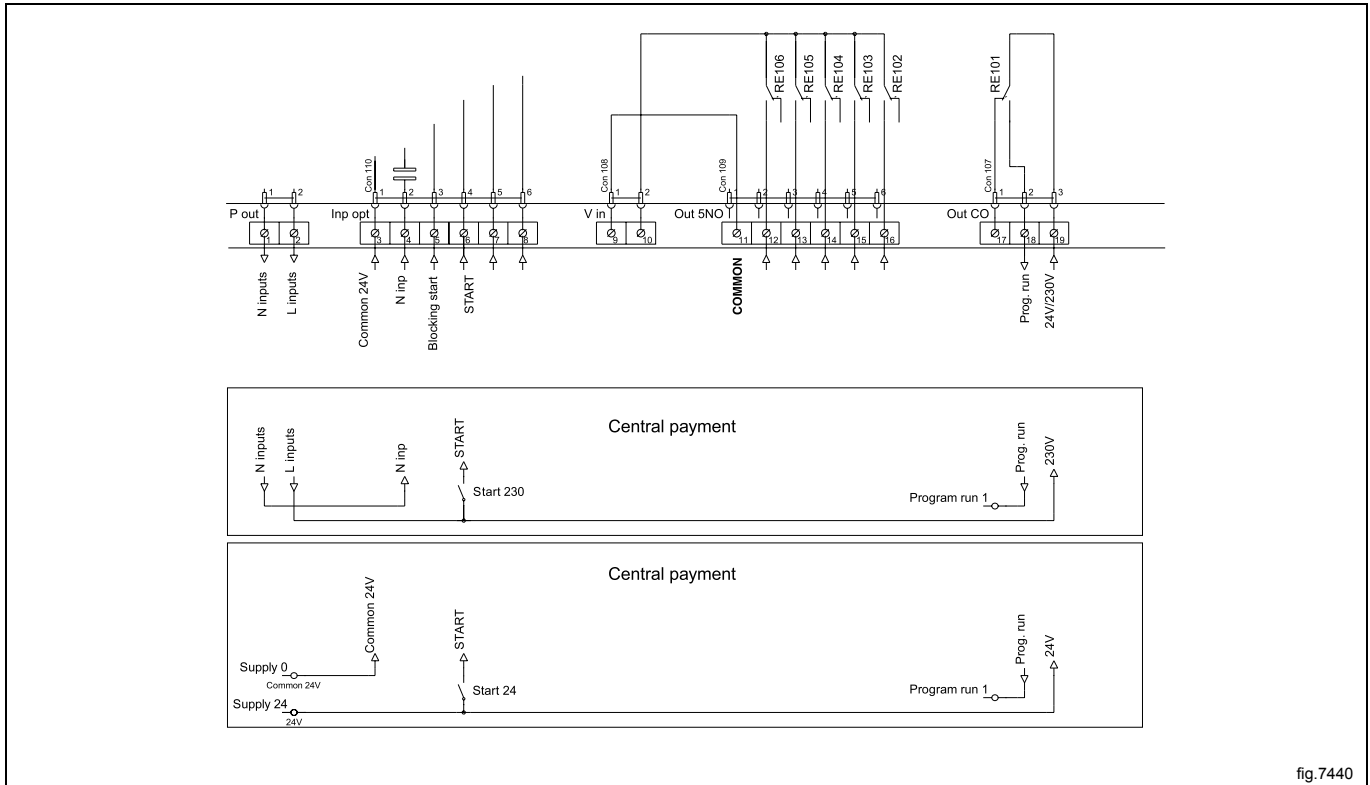 RE106
RE105
RE104
RE103
RE102
RE101
Con 110
Con 108
Con 109
Con 107
1 2
1 2 3 4 5 6
1 2
1 2 3 4 5 6
1 2 3
P out
Inp opt
V in
Out 5NO
Out CO
1 2
3 4 5 6 7 8
9 10
11 12 13 14 15 16
17 18 19
N inputs
L inputs
Common 24V
N inp
Blocking start
START
COMMON
Prog. run
24V/230V
Central payment
N inputs
L inputs
N inp
START
Start 230
Program run 1
Prog. run
230V
Central payment
Common 24V
START
Supply 0
Common 24V
Supply 24
24V
Start 24
Program run 1
Prog. run
24V
fig.7440